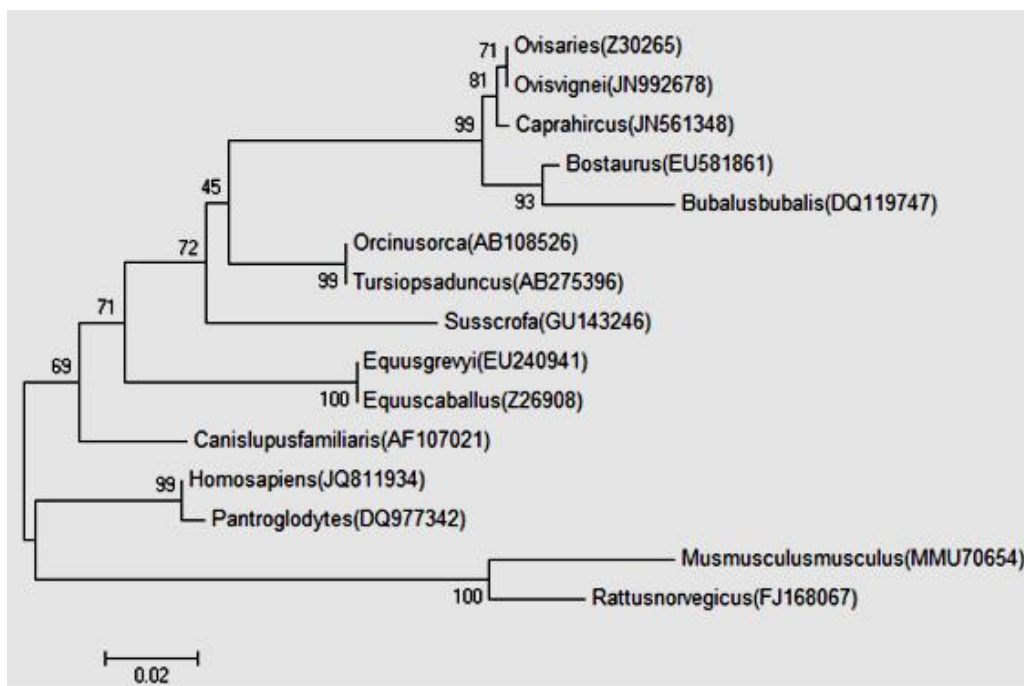 71 Ovisaries(Z30265)
81 Ovisvignei(JN992678)
99 Caprahircus(JN561348)
Bostaurus(EU581861)
45 93 Bubalusbubalis(DQ119747)
72 Orcinusorca(AB108526)
99 Tursiopsaduncus(AB275396)
71 Susscrofa(GU143246)
69 Equusgrevyi(EU240941)
100 Equuscaballus(Z26908)
Canislupusfamiliaris(AF107021)
99 Homosapiens(JQ811934)
Pantroglodytes(DQ977342)
Musmusculusmusculus(MMU70654)
100 Rattusnorvegicus(FJ168067)
0.02